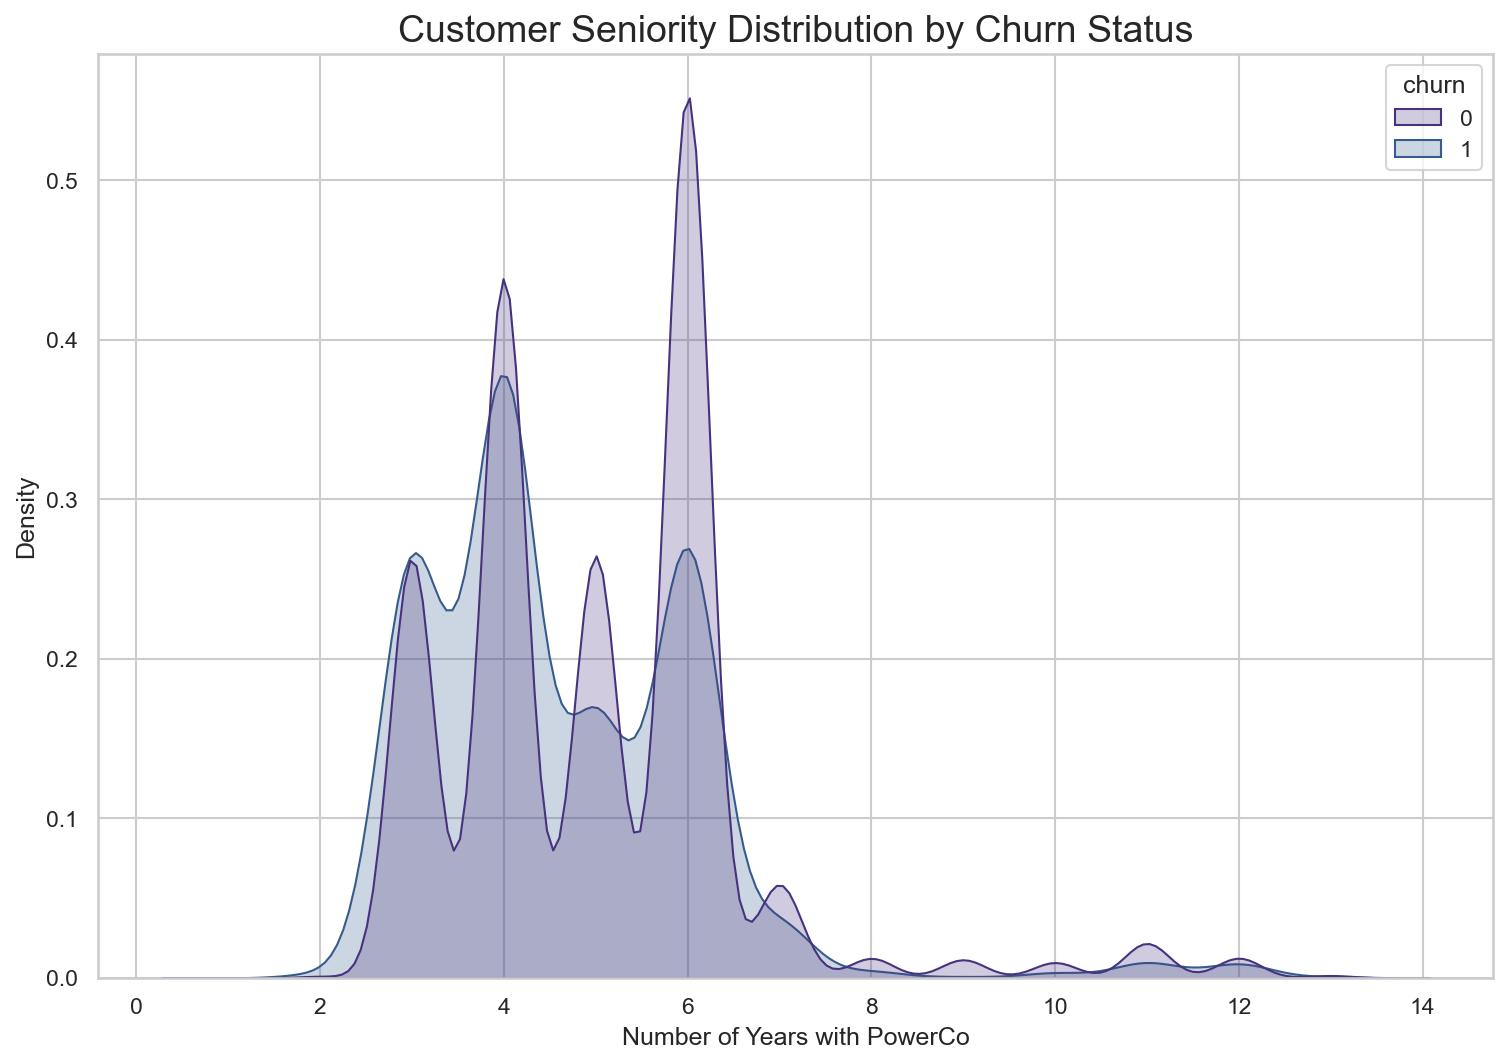 Customer Seniority Distribution by Churn Status
churn
0
1
0.5
0.4
0.3
0.2
0.1
0.0
Density
0 2 4 6 8 10 12 14
Number of Years with PowerCo